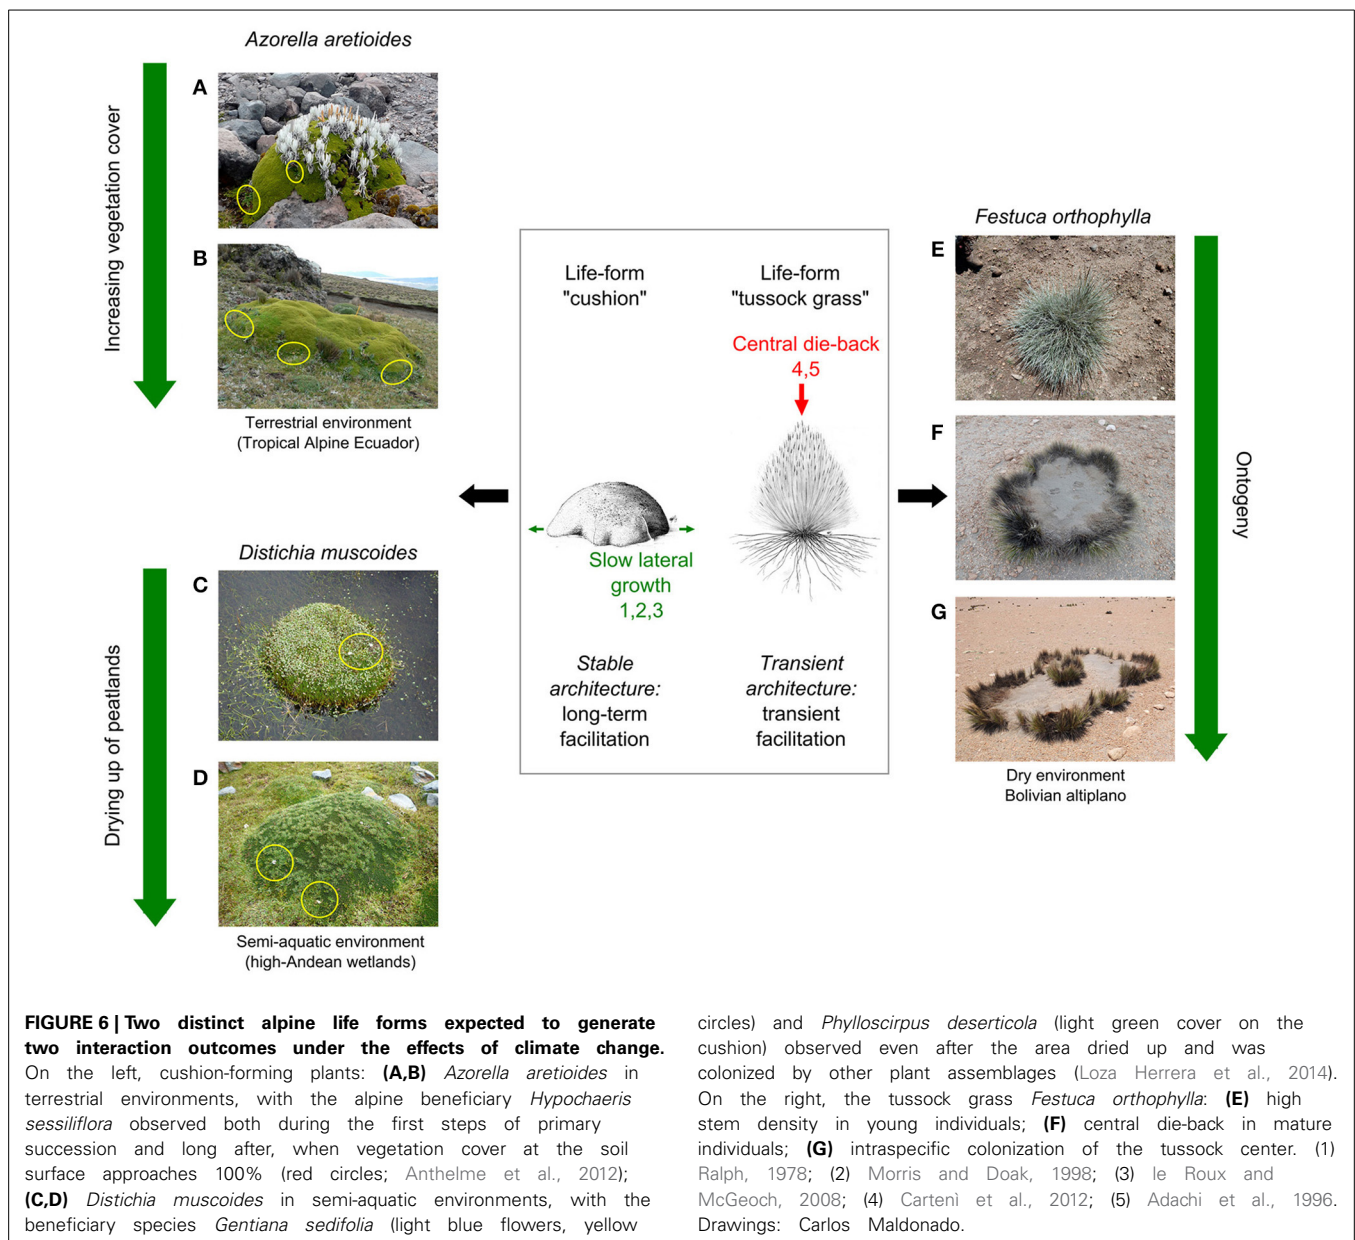 Azorella aretioides
A
Increasing vegetation cover
B
Terrestrial environment
(Tropical Alpine Ecuador)
Distichia muscoides
C
Drying up of peatlands
D
Semi-aquatic environment
(high-Andean wetlands)
Life-form
"cushion"
Slow lateral
growth
1,2,3
Stable
architecture:
long-term
facilitation
Life-form
"tussock grass"
Central die-back
4,5
Transient
architecture:
transient
facilitation
Festuca orthophylla
E
F
Ontogeny
G
Dry environment
Bolivian altiplano
FIGURE 6 | Two distinct alpine life forms expected to generate
two interaction outcomes under the effects of climate change.
On the left, cushion-forming plants: (A,B) Azorella aretioides in
terrestrial environments, with the alpine beneficiary Hypochaeris
sessiliflora observed both during the first steps of primary
succession and long after, when vegetation cover at the soil
surface approaches 100% (red circles; Anthelme et al., 2012);
(C,D) Distichia muscoides in semi-aquatic environments, with the
beneficiary species Gentiana sedifolia (light blue flowers, yellow
circles) and Phylloscirpus deserticola (light green cover on the
cushion) observed even after the area dried up and was
colonized by other plant assemblages (Loza Herrera et al., 2014).
On the right, the tussock grass Festuca orthophylla: (E) high
stem density in young individuals; (F) central die-back in mature
individuals; (G) intraspecific colonization of the tussock center. (1)
Ralph, 1978; (2) Morris and Doak, 1998; (3) le Roux and
McGeoch, 2008; (4) Cartenì et al., 2012; (5) Adachi et al., 1996.
Drawings: Carlos Maldonado.